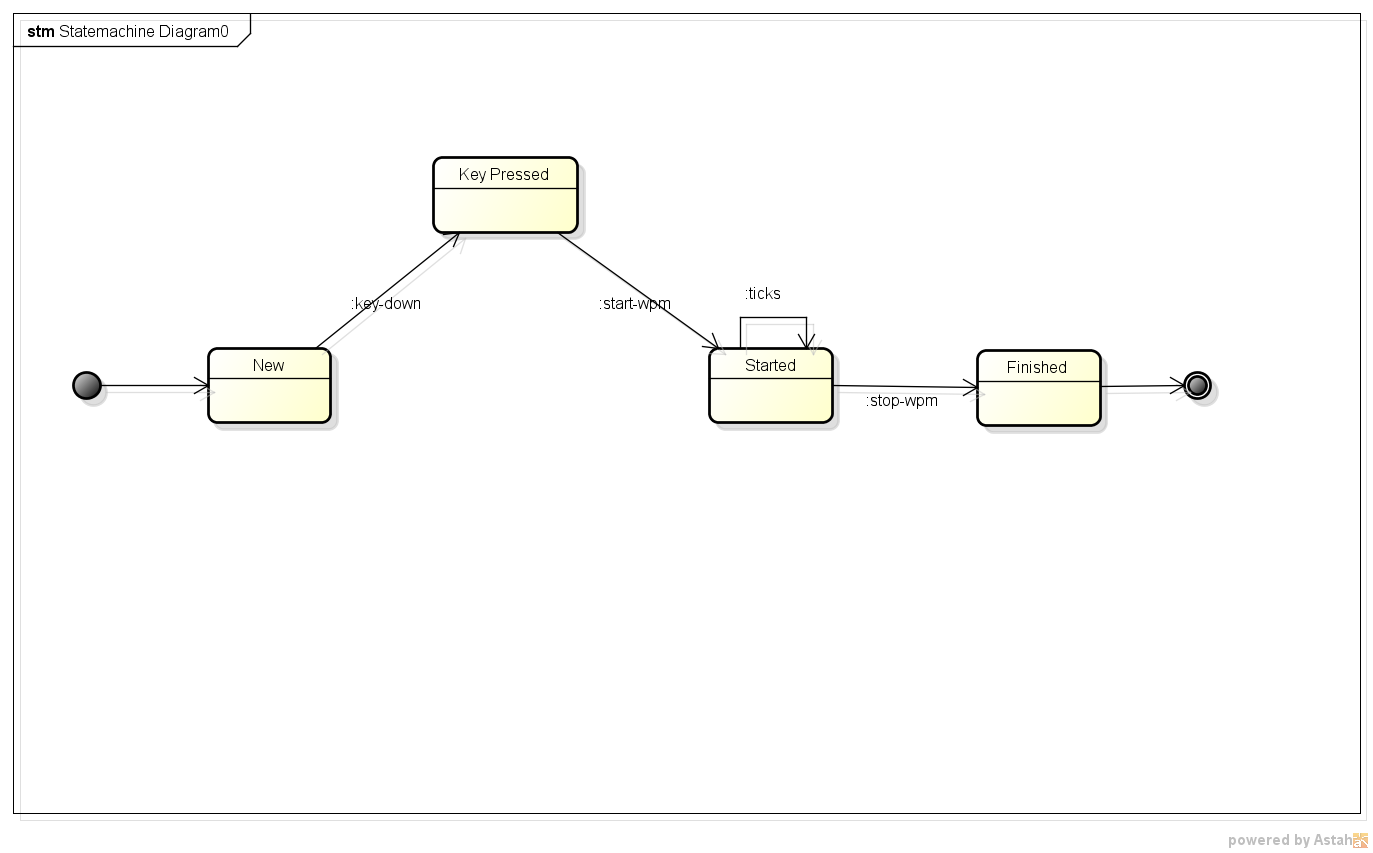 stm Statemachine Diagram0
Key Pressed
:key-down
:start-wpm
:ticks
New
Started
Finished
:stop-wpm
powered by Astah